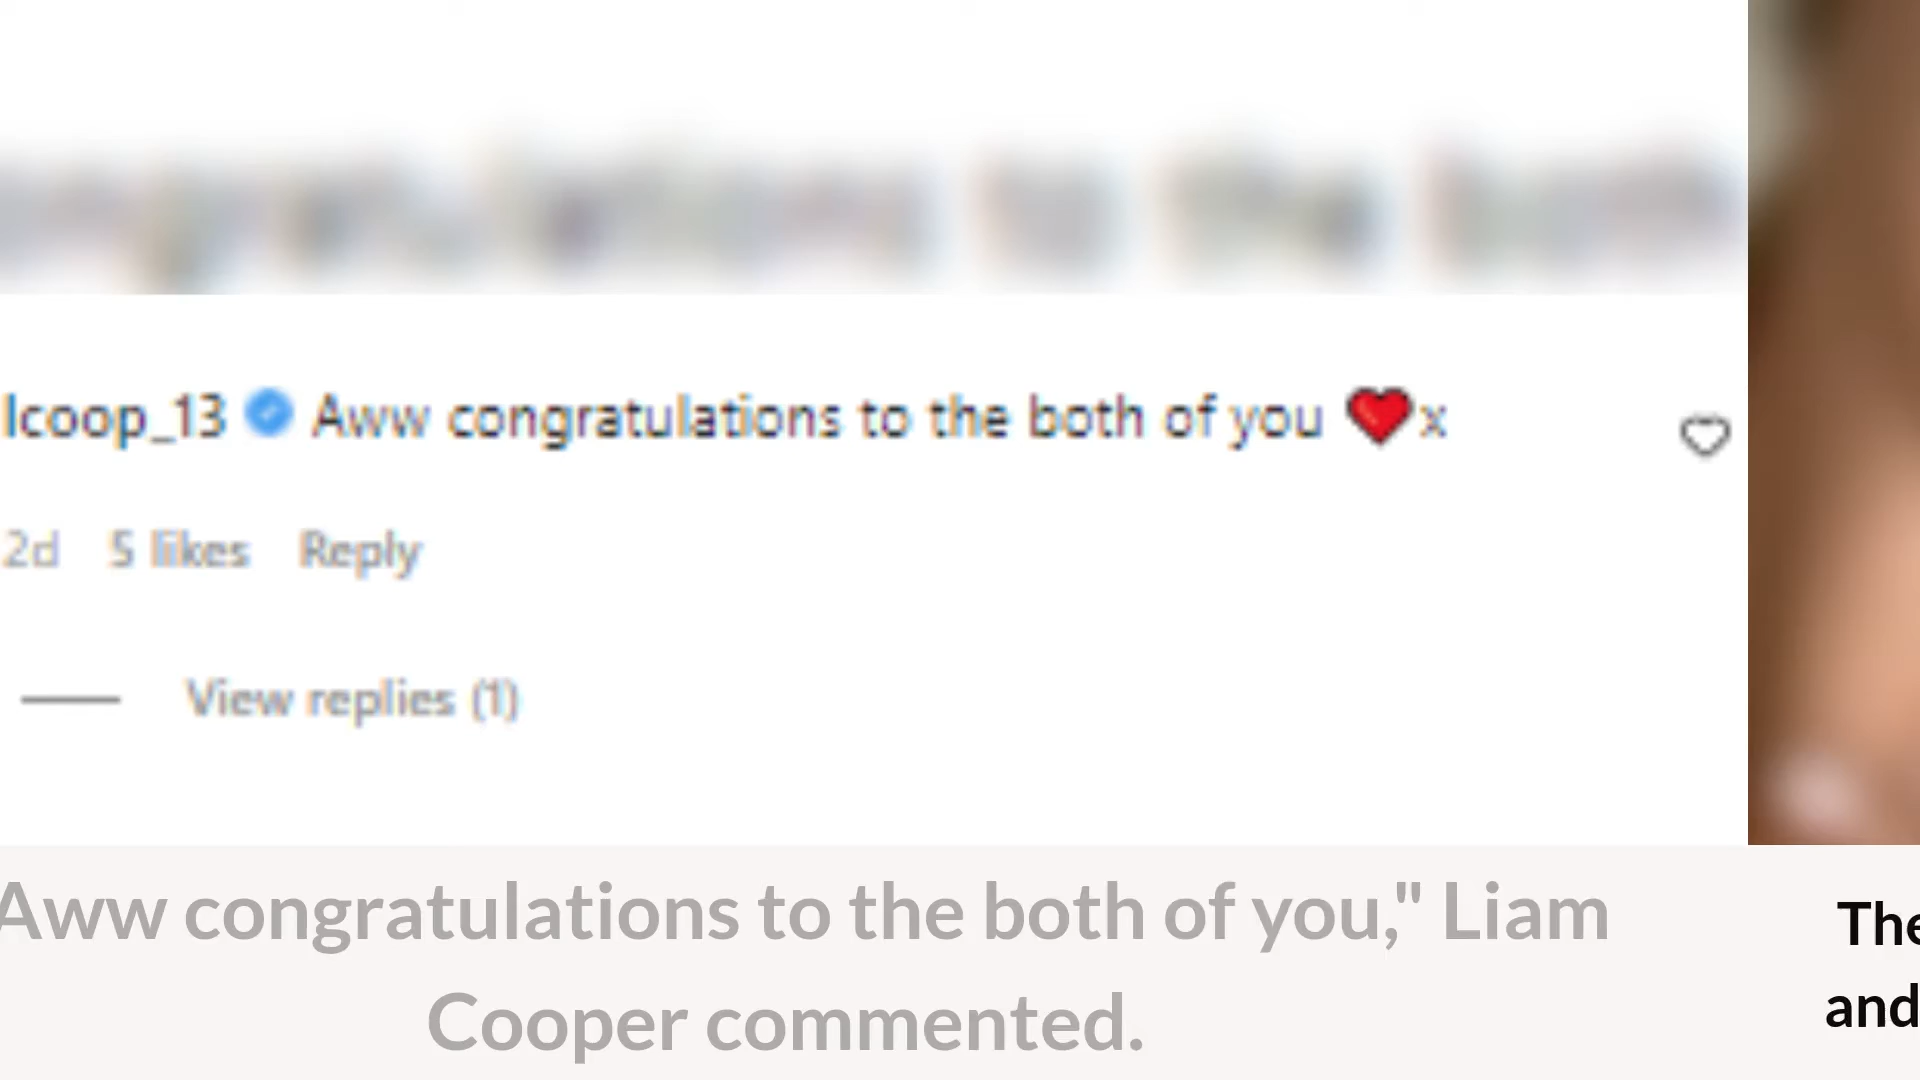 lcoop_13 Aww congratulations to the both of you ❤️x
2d 5 likes Reply
View replies (1)
Aww congratulations to the both of you," Liam
Cooper commented.
The
and